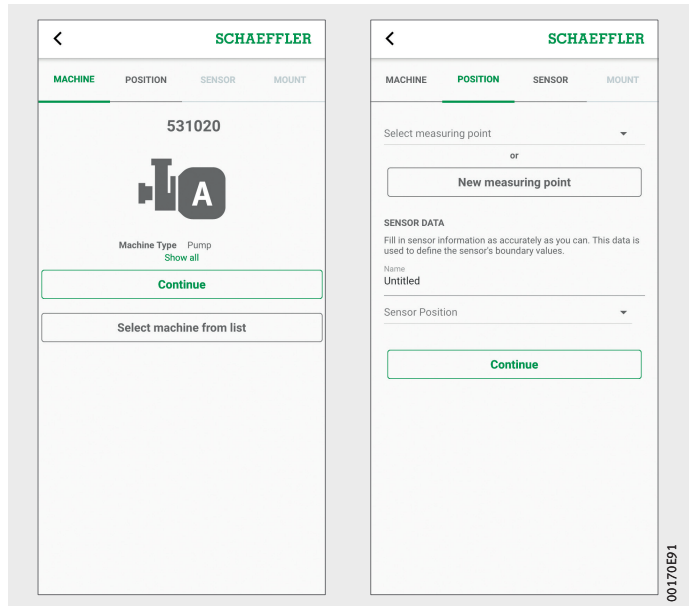 SCHAEFFLER
MACHINE POSITION SENSOR MOUNT
531020
A
Machine Type Pump
Show all
Continue
Select machine from list
SCHAEFFLER
MACHINE POSITION SENSOR MOUNT
Select measuring point
or
New measuring point
SENSOR DATA
Fill in sensor information as accurately as you can. This data is
used to define the sensor's boundary values.
Name
Untitled
Sensor Position
Continue
00170E91